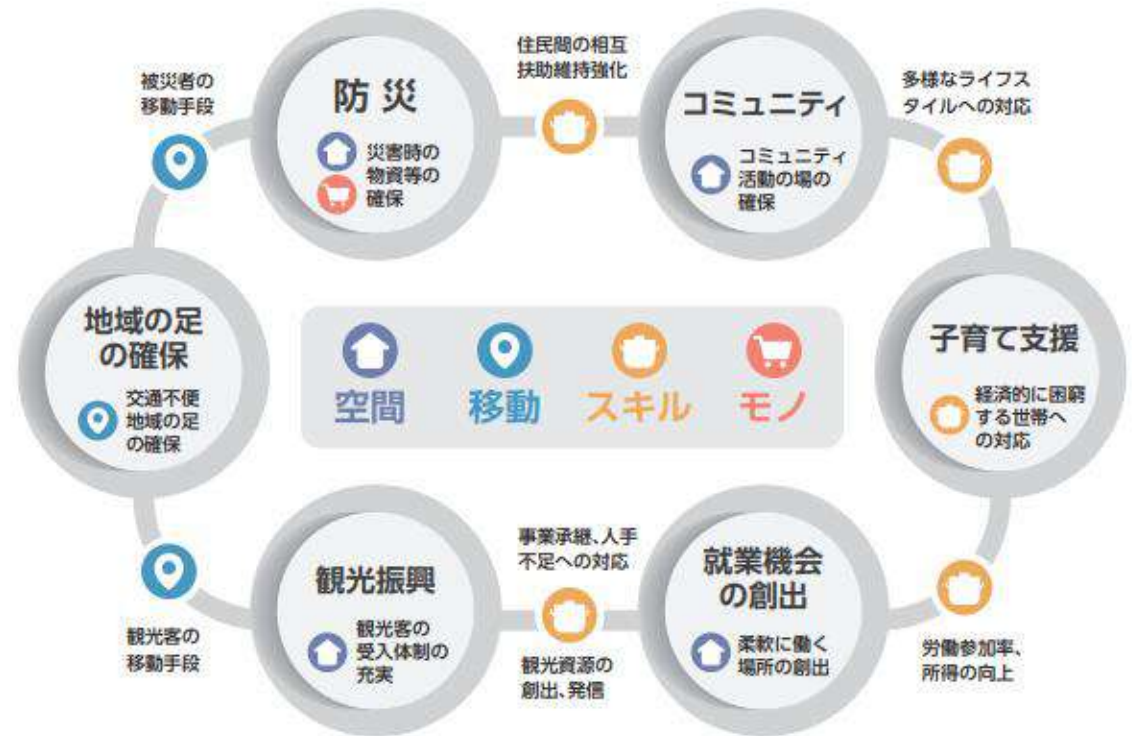 被災者の
移動手段
防災
災害時の
物資等の
確保
住民間の相互
扶助維持強化
コミュニティ
コミュニティ
活動の場の
確保
多様なライフス
タイルへの対応
地域の足
の確保
交通不便
地域の足
の確保
空間
移動
スキル
モノ
子育て支援
経済的に困窮
する世帯へ
の対応
観光客の
移動手段
観光振興
観光客の
受入体制の
充実
事業承継、人手
不足への対応
観光資源の
創出、発信
就業機会
の創出
柔軟に働く
場所の創出
労働参加率、
所得の向上